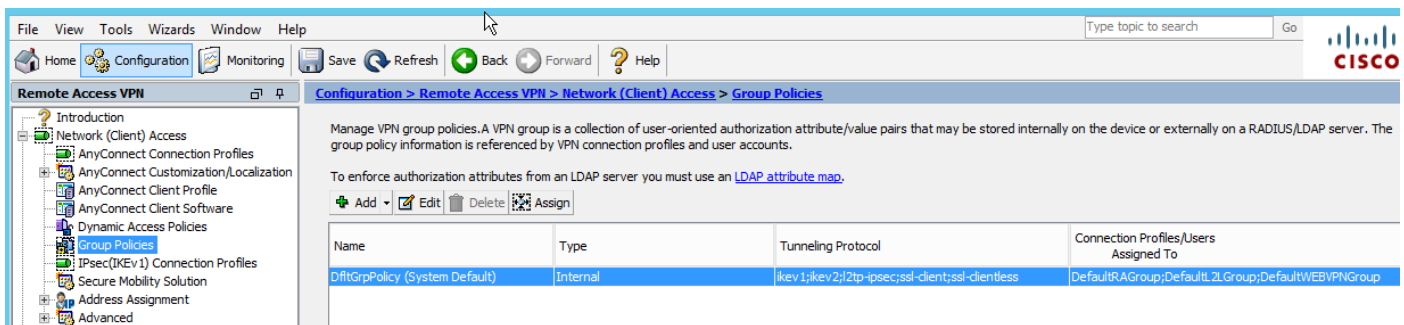 File View Tools Wizards Window Help
Type topic to search Go
Home Configuration Monitoring Save Refresh Back Forward Help
CISCO
Remote Access VPN
Introduction
Network (Client) Access
AnyConnect Connection Profiles
AnyConnect Customization/Localization
AnyConnect Client Profile
AnyConnect Client Software
Dynamic Access Policies
Group Policies
IPsec(IKEv1) Connection Profiles
Secure Mobility Solution
Address Assignment
Advanced
Configuration > Remote Access VPN > Network (Client) Access > Group Policies
Manage VPN group policies.A VPN group is a collection of user-oriented authorization attribute/value pairs that may be stored internally on the device or externally on a RADIUS/LDAP server. The
group policy information is referenced by VPN connection profiles and user accounts.
To enforce authorization attributes from an LDAP server you must use an LDAP attribute map.
Add Edit Delete Assign
Name Type Tunneling Protocol Connection Profiles/Users
Assigned To
DfltGrpPolicy (System Default) Internal ikev1;ikev2;l2tp-ipsec;ssl-client;ssl-clientless DefaultRAGroup;DefaultL2LGroup;DefaultWEBVPNGroup